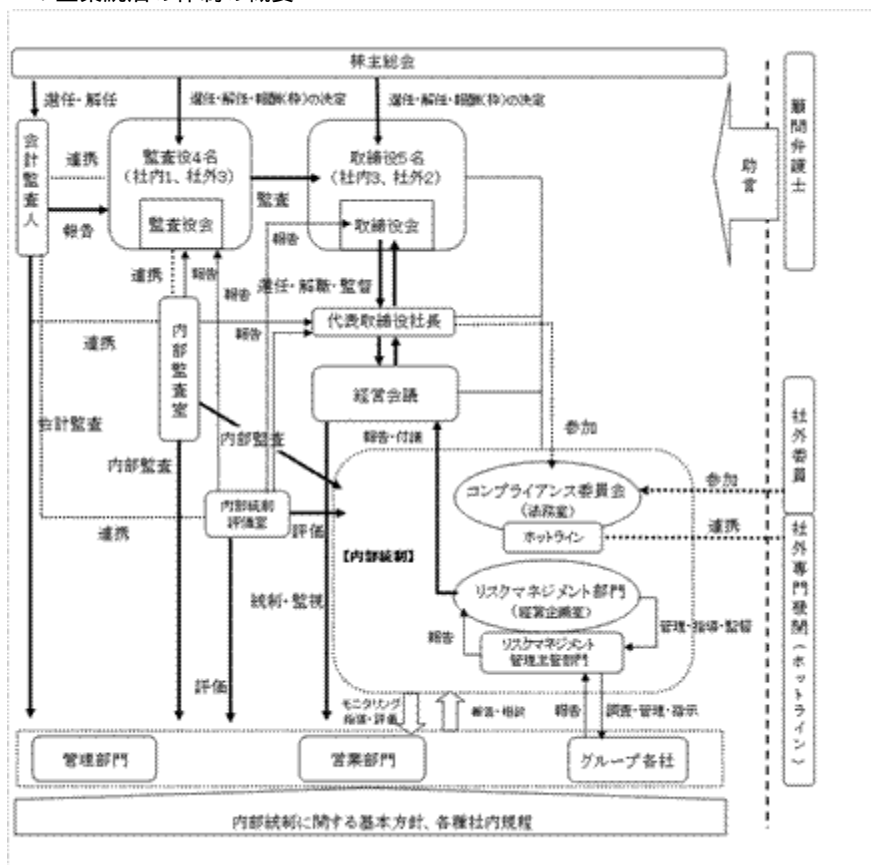 株主総会
選任・解任
選任・解任・報酬(枠)の決定
選任・解任・報酬(枠)の決定
会計監査人
連携
監査役4名
(社内1、社外3)
監査役会
監査
取締役5名
(社内3、社外2)
取締役会
報告
助言
顧問弁護士
連携
報告
報告
報告
選任・解職・監督
代表取締役社長
連携
内部監査室
報告
経営会議
会計監査
内部監査
内部監査
報告・付議
参加
社外委員
コンプライアンス委員会
(法務室)
ホットライン
参加
連携
社外専門機関(ホットライン)
内部統制
評価室
連携
評価
【内部統制】
統制・監視
リスクマネジメント部門
(経営企画室)
管理・指導・監督
報告
リスクマネジメント
管理主管部門
評価
モニタリング
指導・評価
報告・相談
報告
調査・管理・指示
管理部門
営業部門
グループ各社
内部統制に関する基本方針、各種社内規程